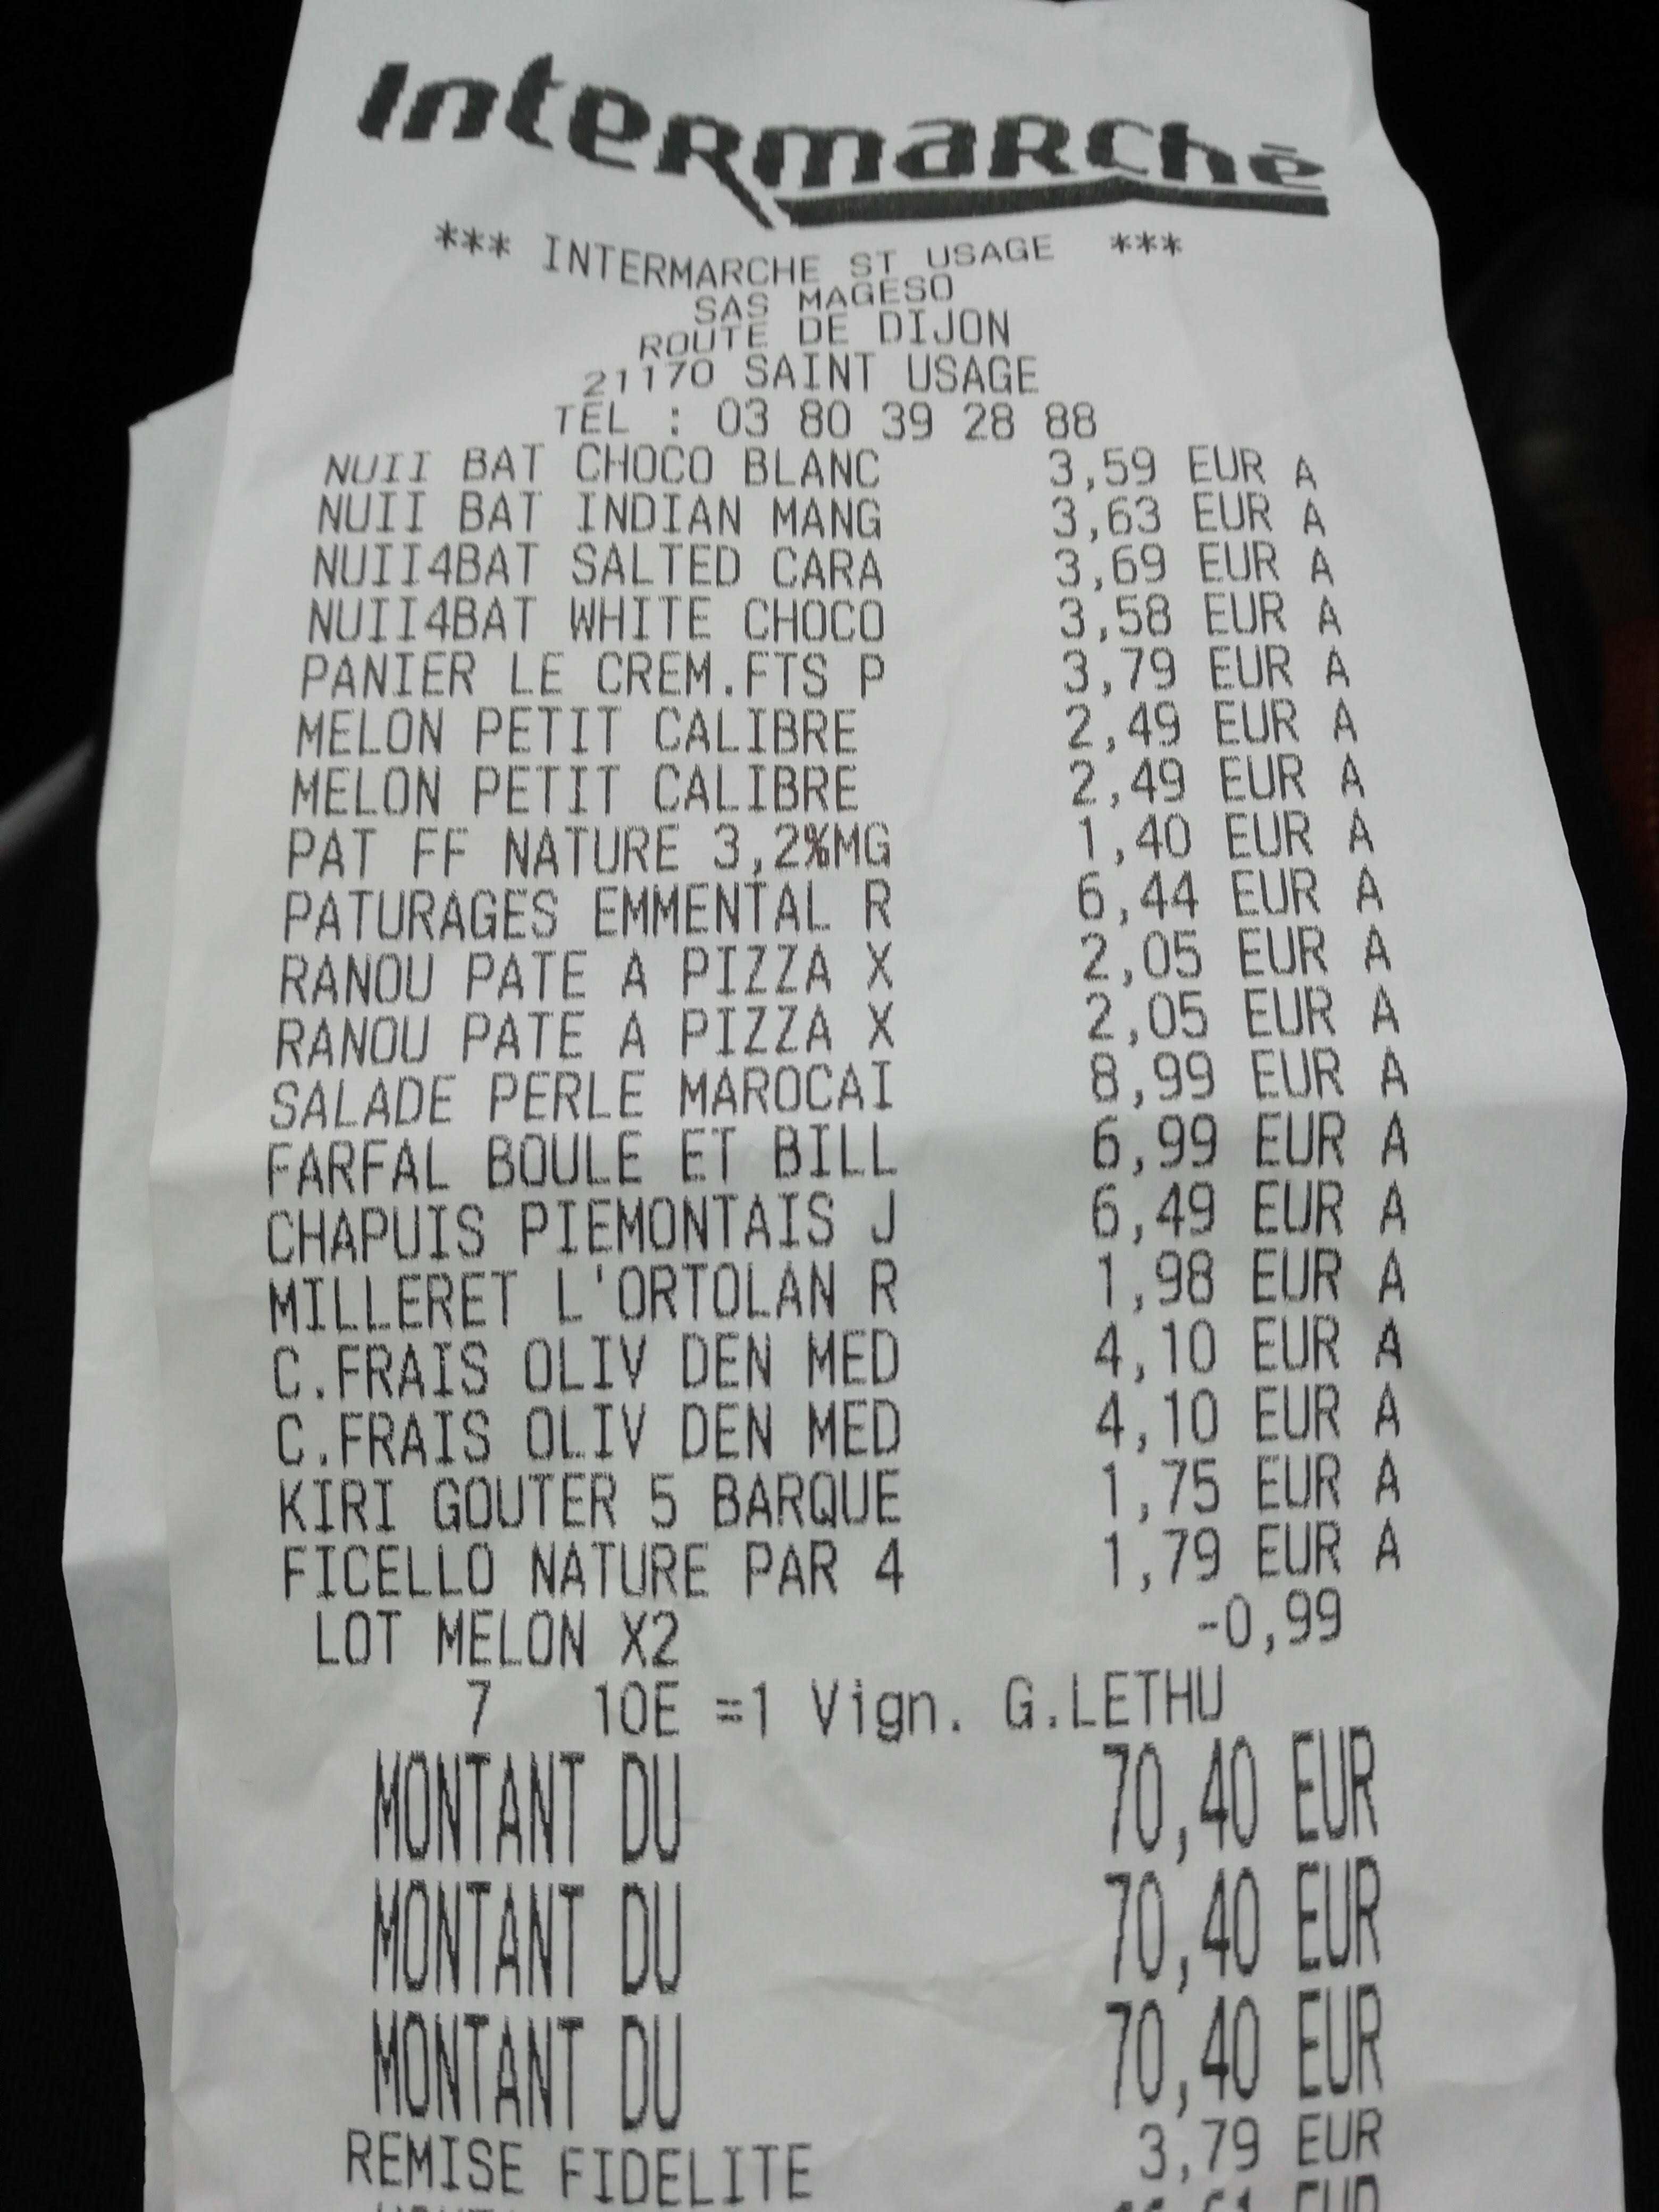 Intermarchē
*** INTERMARCHE ST USAGE ***
SAS MAGESO
ROUTE DE DIJON
21170 SAINT USAGE
TEL : 03 80 39 28 88
NUII BAT CHOCO BLANC 3,59 EUR A
NUII BAT INDIAN MANG 3,63 EUR A
NUII4BAT SALTED CARA 3,69 EUR A
NUII4BAT WHITE CHOCO 3,58 EUR A
PANIER LE CREM.FTS P 3,79 EUR A
MELON PETIT CALIBRE 2,49 EUR A
MELON PETIT CALIBRE 2,49 EUR A
PAT FF NATURE 3,2%MG 1,40 EUR A
PATURAGES EMMENTAL R 6,44 EUR A
RANOU PATE A PIZZA X 2,05 EUR A
RANOU PATE A PIZZA X 2,05 EUR A
SALADE PERLE MAROCAI 8,99 EUR A
FARFAL BOULE ET BILL 6,99 EUR A
CHAPUIS PIEMONTAIS J 6,49 EUR A
MILLERET L'ORTOLAN R 1,98 EUR A
C.FRAIS OLIV DEN MED 4,10 EUR A
C.FRAIS OLIV DEN MED 4,10 EUR A
KIRI GOUTER 5 BARQUE 1,75 EUR A
FICELLO NATURE PAR 4 1,79 EUR A
LOT MELON X2 -0,99
7 10E =1 Vign. G.LETHU
MONTANT DU 70,40 EUR
MONTANT DU 70,40 EUR
MONTANT DU 70,40 EUR
REMISE FIDELITE 3,79 EUR
EUR